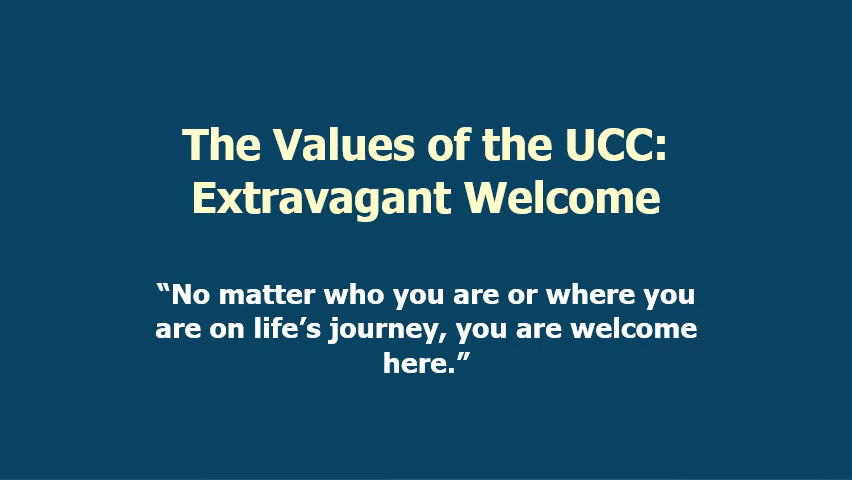 The Values of the UCC:
Extravagant Welcome
“No matter who you are or where you
are on life’s journey, you are welcome
here.”